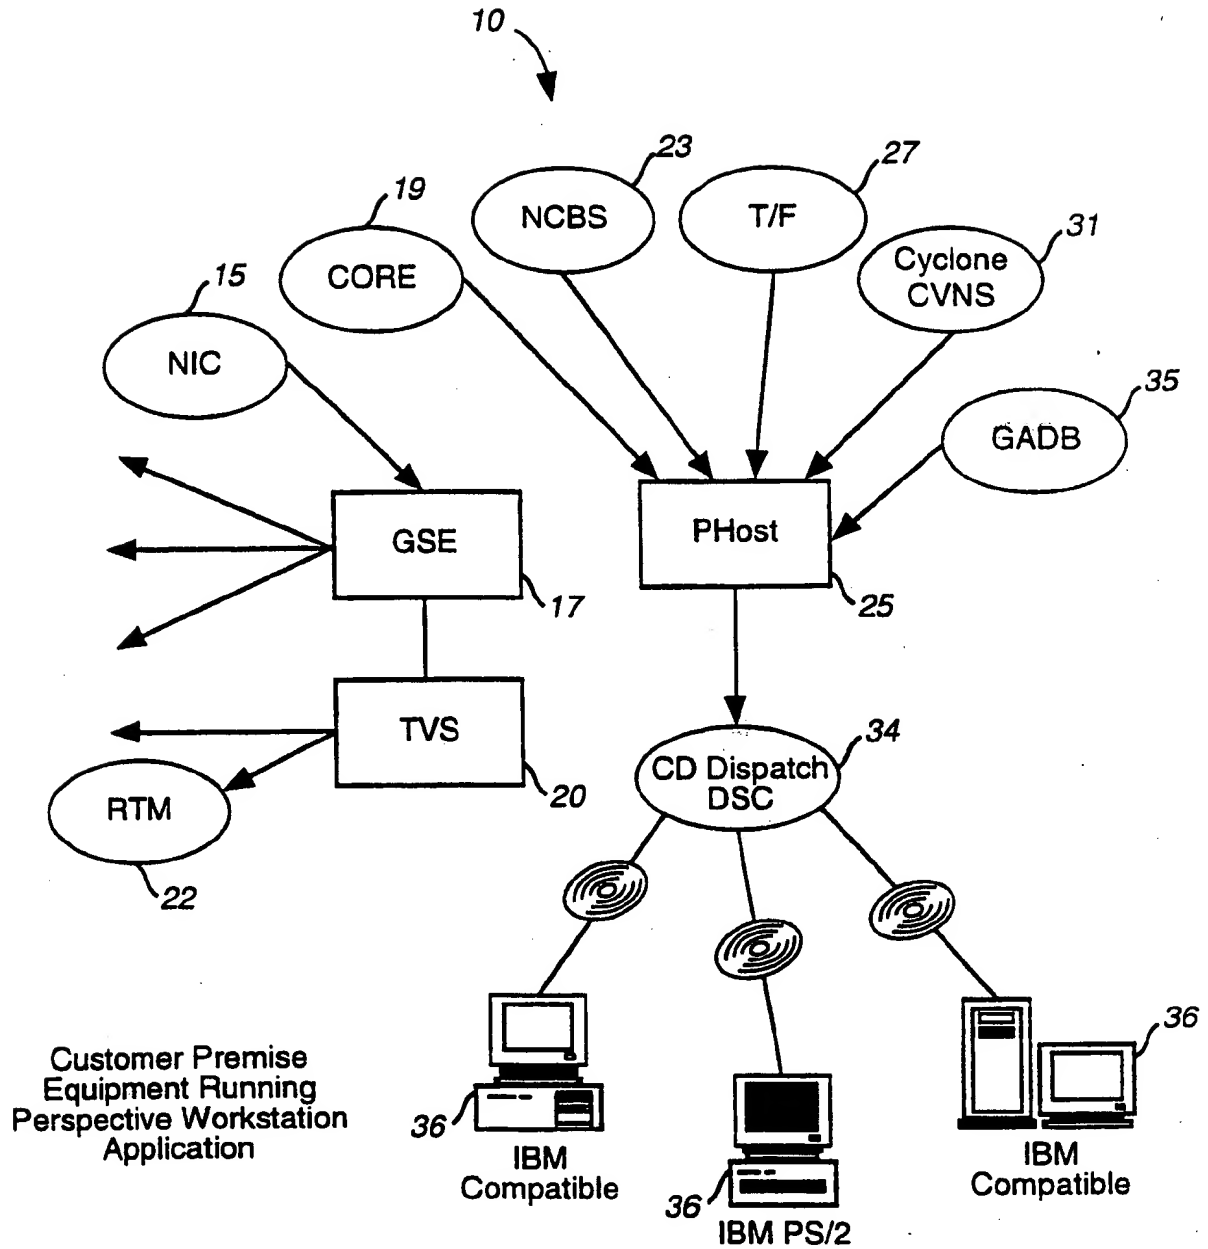 10
23
27
NCBS
T/F
19
31
CORE
Cyclone
CVNS
15
NIC
35
GADB
GSE
PHost
17
25
TVS
34
CD Dispatch
DSC
20
RTM
22
36
Customer Premise
Equipment Running
Perspective Workstation
Application
36
IBM
Compatible
IBM
Compatible
36
IBM PS/2